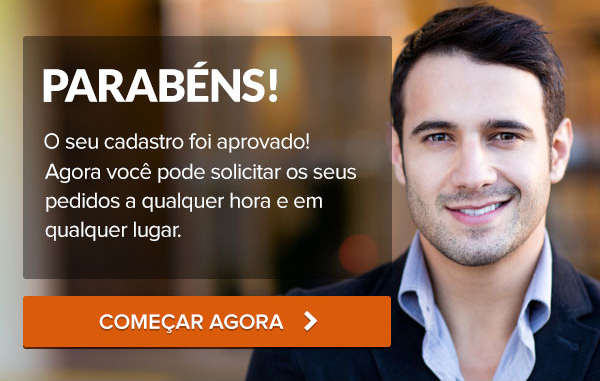 PARABÉNS!
O seu cadastro foi aprovado!
Agora você pode solicitar os seus
pedidos a qualquer hora e em
qualquer lugar.
COMEÇAR AGORA